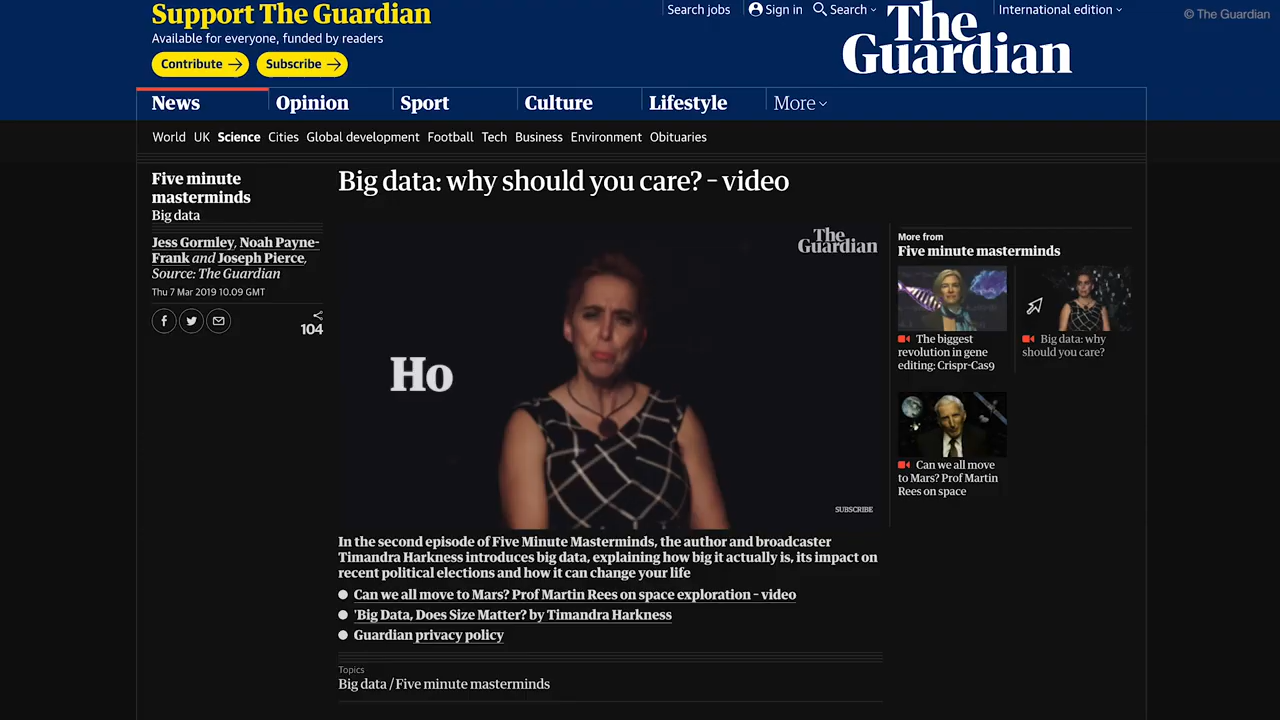 Support The Guardian
Available for everyone, funded by readers
Contribute
Subscribe
Search jobs
Sign in
Search
The Guardian
International edition
© The Guardian
News
Opinion
Sport
Culture
Lifestyle
More
World UK Science Cities Global development Football Tech Business Environment Obituaries
Five minute
masterminds
Big data
Jess Gormley, Noah Payne-
Frank and Joseph Pierce,
Source: The Guardian
Thu 7 Mar 2019 10.09 GMT
104
Big data: why should you care? – video
The
Guardian
Ho
SUBSCRIBE
In the second episode of Five Minute Masterminds, the author and broadcaster
Timandra Harkness introduces big data, explaining how big it actually is, its impact on
recent political elections and how it can change your life
Can we all move to Mars? Prof Martin Rees on space exploration – video
'Big Data, Does Size Matter? by Timandra Harkness
Guardian privacy policy
Topics
Big data / Five minute masterminds
More from
Five minute masterminds
The biggest
revolution in gene
editing: Crispr-Cas9
Big data: why
should you care?
Can we all move
to Mars? Prof Martin
Rees on space